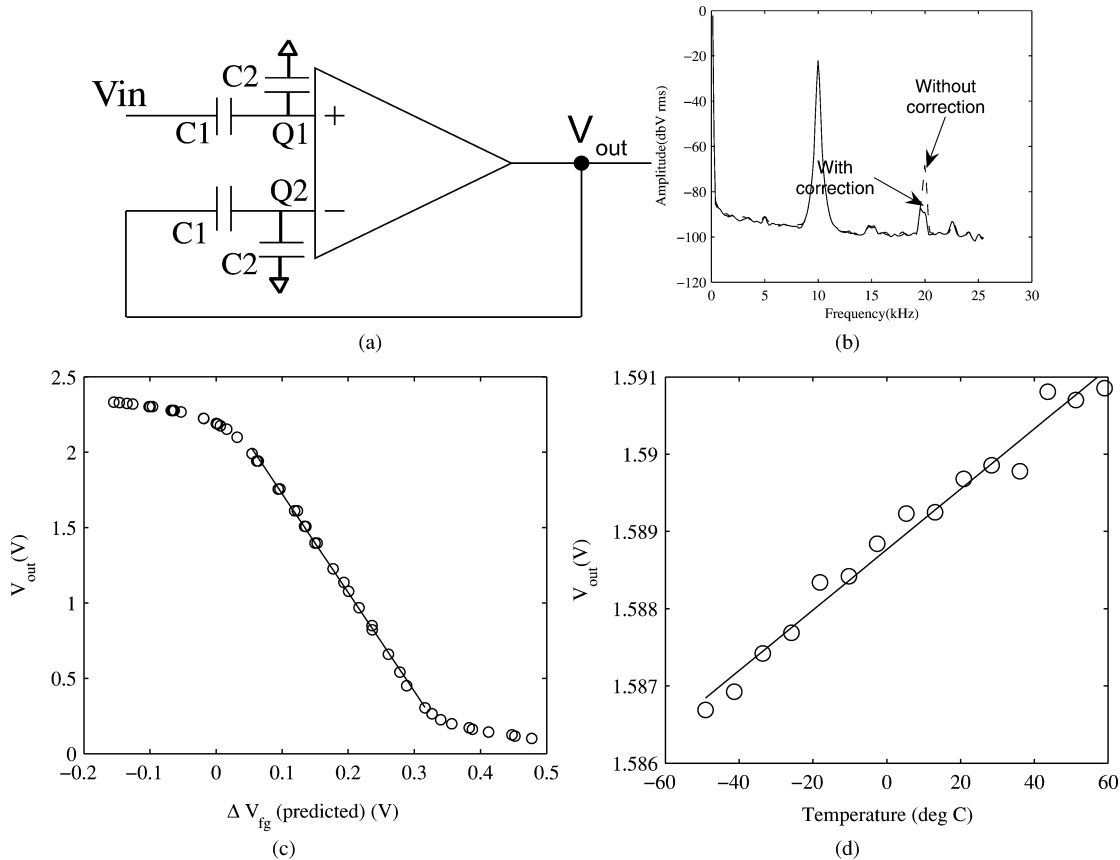 Vin
C1
C2
Q1
+
V out
Q2
−
C1
C2
(a)
0
−20
−40
−60
−80
−100
−120
Amplitude(dbV rms)
Without
correction
With
correction
0 5 10 15 20 25 30
Frequency(kHz)
(b)
2.5
2
1.5
1
0.5
0
V out (V)
−0.2 −0.1 0 0.1 0.2 0.3 0.4 0.5
Δ V fg (predicted) (V)
(c)
1.591
1.59
1.589
1.588
1.587
1.586
V out (V)
−60 −40 −20 0 20 40 60
Temperature (deg C)
(d)